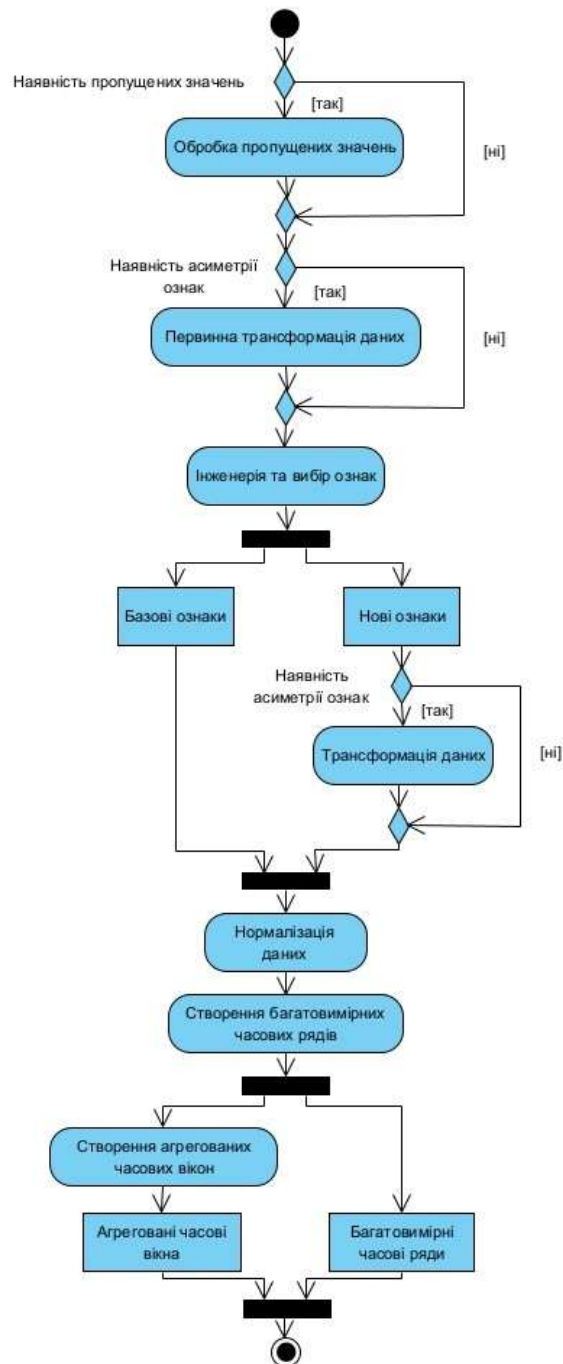 Наявність пропущених значень
[так]
Обробка пропущених значень
[ні]
Наявність асиметрії
ознак
[так]
Первинна трансформація даних
[ні]
Інженерія та вибір ознак
Базові ознаки
Нові ознаки
Наявність
асиметрії ознак
[так]
Трансформація даних
[ні]
Нормалізація
даних
Створення багатовимірних
часових рядів
Створення агрегованих
часових вікон
Агреговані часові
вікна
Багатовимірні
часові ряди